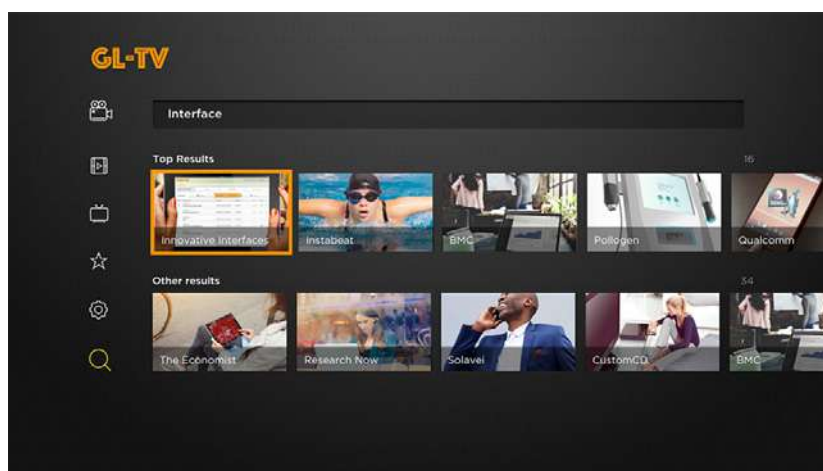 GL-TV
Interface
Top Results 16
Innovative Interfaces Instabeat BMC Pollogen Qualcomm
Other results 34
The Economist Research Now Solavei CustomCD BMC